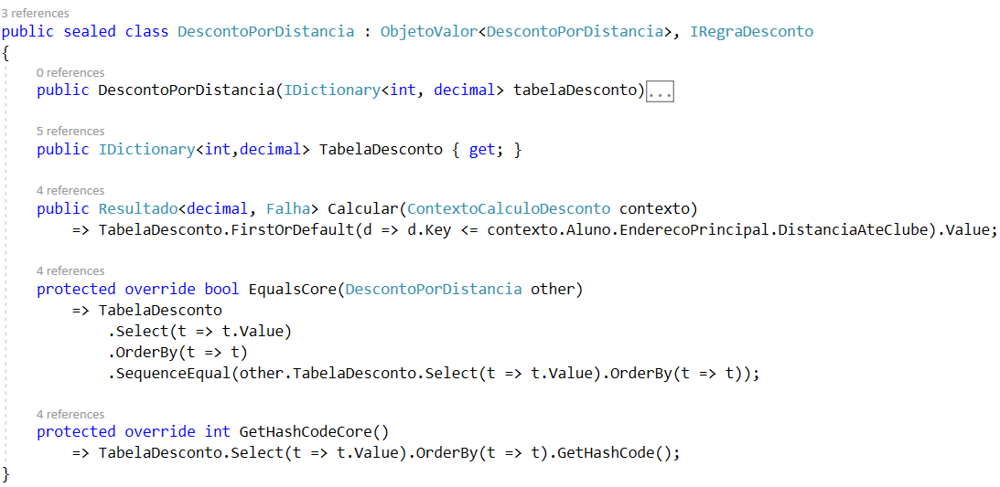 3 references
public sealed class DescontoPorDistancia : ObjetoValor<DescontoPorDistancia>, IRegraDesconto
{
0 references
public DescontoPorDistancia(IDictionary<int, decimal> tabelaDesconto)...
5 references
public IDictionary<int,decimal> TabelaDesconto { get; }
4 references
public Resultado<decimal, Falha> Calcular(ContextoCalculoDesconto contexto)
=> TabelaDesconto.FirstOrDefault(d => d.Key <= contexto.Aluno.EnderecoPrincipal.DistanciaAteClube).Value;
4 references
protected override bool EqualsCore(DescontoPorDistancia other)
=> TabelaDesconto
.Select(t => t.Value)
.OrderBy(t => t)
.SequenceEqual(other.TabelaDesconto.Select(t => t.Value).OrderBy(t => t));
4 references
protected override int GetHashCodeCore()
=> TabelaDesconto.Select(t => t.Value).OrderBy(t => t).GetHashCode();
}